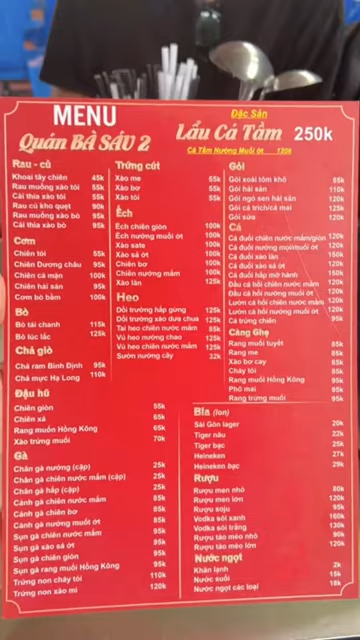 MENU
Quán BÀ SÁU 2
Đặc Sản
Lẩu Cá Tầm 250k
Cá Tầm Nướng Muối ớt 120k
Rau - củ
Khoai tây chiên 45k
Rau muống xào tỏi 55k
Cải thìa xào tỏi 55k
Rau củ kho quẹt 90k
Rau muống xào bò 95k
Cải thìa xào bò 95k
Cơm
Chiên tỏi 55k
Chiên Dương châu 95k
Chiên cá mặn 100k
Chiên hải sản 95k
Cơm bò bằm 100k
Bò
Bò tái chanh 115k
Bò lúc lắc 125k
Chả giò
Chả ram Bình Định 95k
Chả mực Hạ Long 110k
Đậu hũ
Chiên giòn 55k
Chiên xả 65k
Rang muốn Hồng Kông 65k
Xào trứng muối 70k
Gà
Chân gà nướng (cặp) 25k
Chân gà chiên nước mắm (cặp) 25k
Chân gà hấp (cặp) 25k
Cánh gà chiên nước mắm 85k
Cánh gà chiên bơ 85k
Cánh gà nướng muối ớt 85k
Sụn gà chiên nước mắm 95k
Sụn gà xào sả ớt 95k
Sụn gà chiên giòn 95k
Sụn gà rang muối Hồng Kông 95k
Trứng non cháy tỏi 110k
Trứng non xào mì 120k
Trứng cút
Xào me 55k
Xào bơ 55k
Xào tỏi 55k
Ếch
Ếch chiên giòn 100k
Ếch nướng muối ớt 100k
Xào sate 100k
Xào sả ớt 100k
Chiên bơ 100k
Chiên nướng mắm 100k
Xào lăn 125k
Heo
Dồi trường hấp gừng 125k
Dồi trường xào dưa chua 125k
Tai heo chiên nước mắm 85k
Vú heo nướng chao 120k
Vú heo chiên nước mắm 120k
Sườn nướng cây 32k
Gỏi
Gỏi xoài tôm khô 85k
Gỏi hải sản 110k
Gỏi ngó sen hải sản 120k
Gỏi cá trích/cá mai 125k
Gỏi sứa 120k
Cá
Cá đuối chiên nước mắm/giòn 120k
Cá đuối nướng mọi/muối ớt 120k
Cá đuối xào lăn 150k
Cá đuối xào sả ớt 120k
Cá đuối hấp mỡ hành 150k
Đầu cá hồi chiên nước mắm 120k
Đầu cá hồi nướng muối ớt 120k
Lườn cá hồi chiên nước mắm 120k
Lườn cá hồi nướng muối ớt 120k
Cá trứng chiên 95k
Càng Ghẹ
Rang muối tuyết 85k
Rang me 85k
Xào bơ cay 85k
Cháy tỏi 85k
Rang muối Hồng Kông 95k
Phô mai 95k
Rang trứng muối 95k
Bia (lon)
Sài Gòn lager 20k
Tiger nâu 22k
Tiger bạc 25k
Heineken 27k
Heineken bạc 29k
Rượu
Rượu men nhỏ 80k
Rượu men lớn 120k
Rượu soju 95k
Vodka sồi xanh 160k
Vodka sồi trắng 130k
Rượu táo mèo nhỏ 90k
Rượu táo mèo lớn 120k
Nước ngọt
Khăn lạnh 2k
Nước suối 15k
Nước ngọt các loại 18k